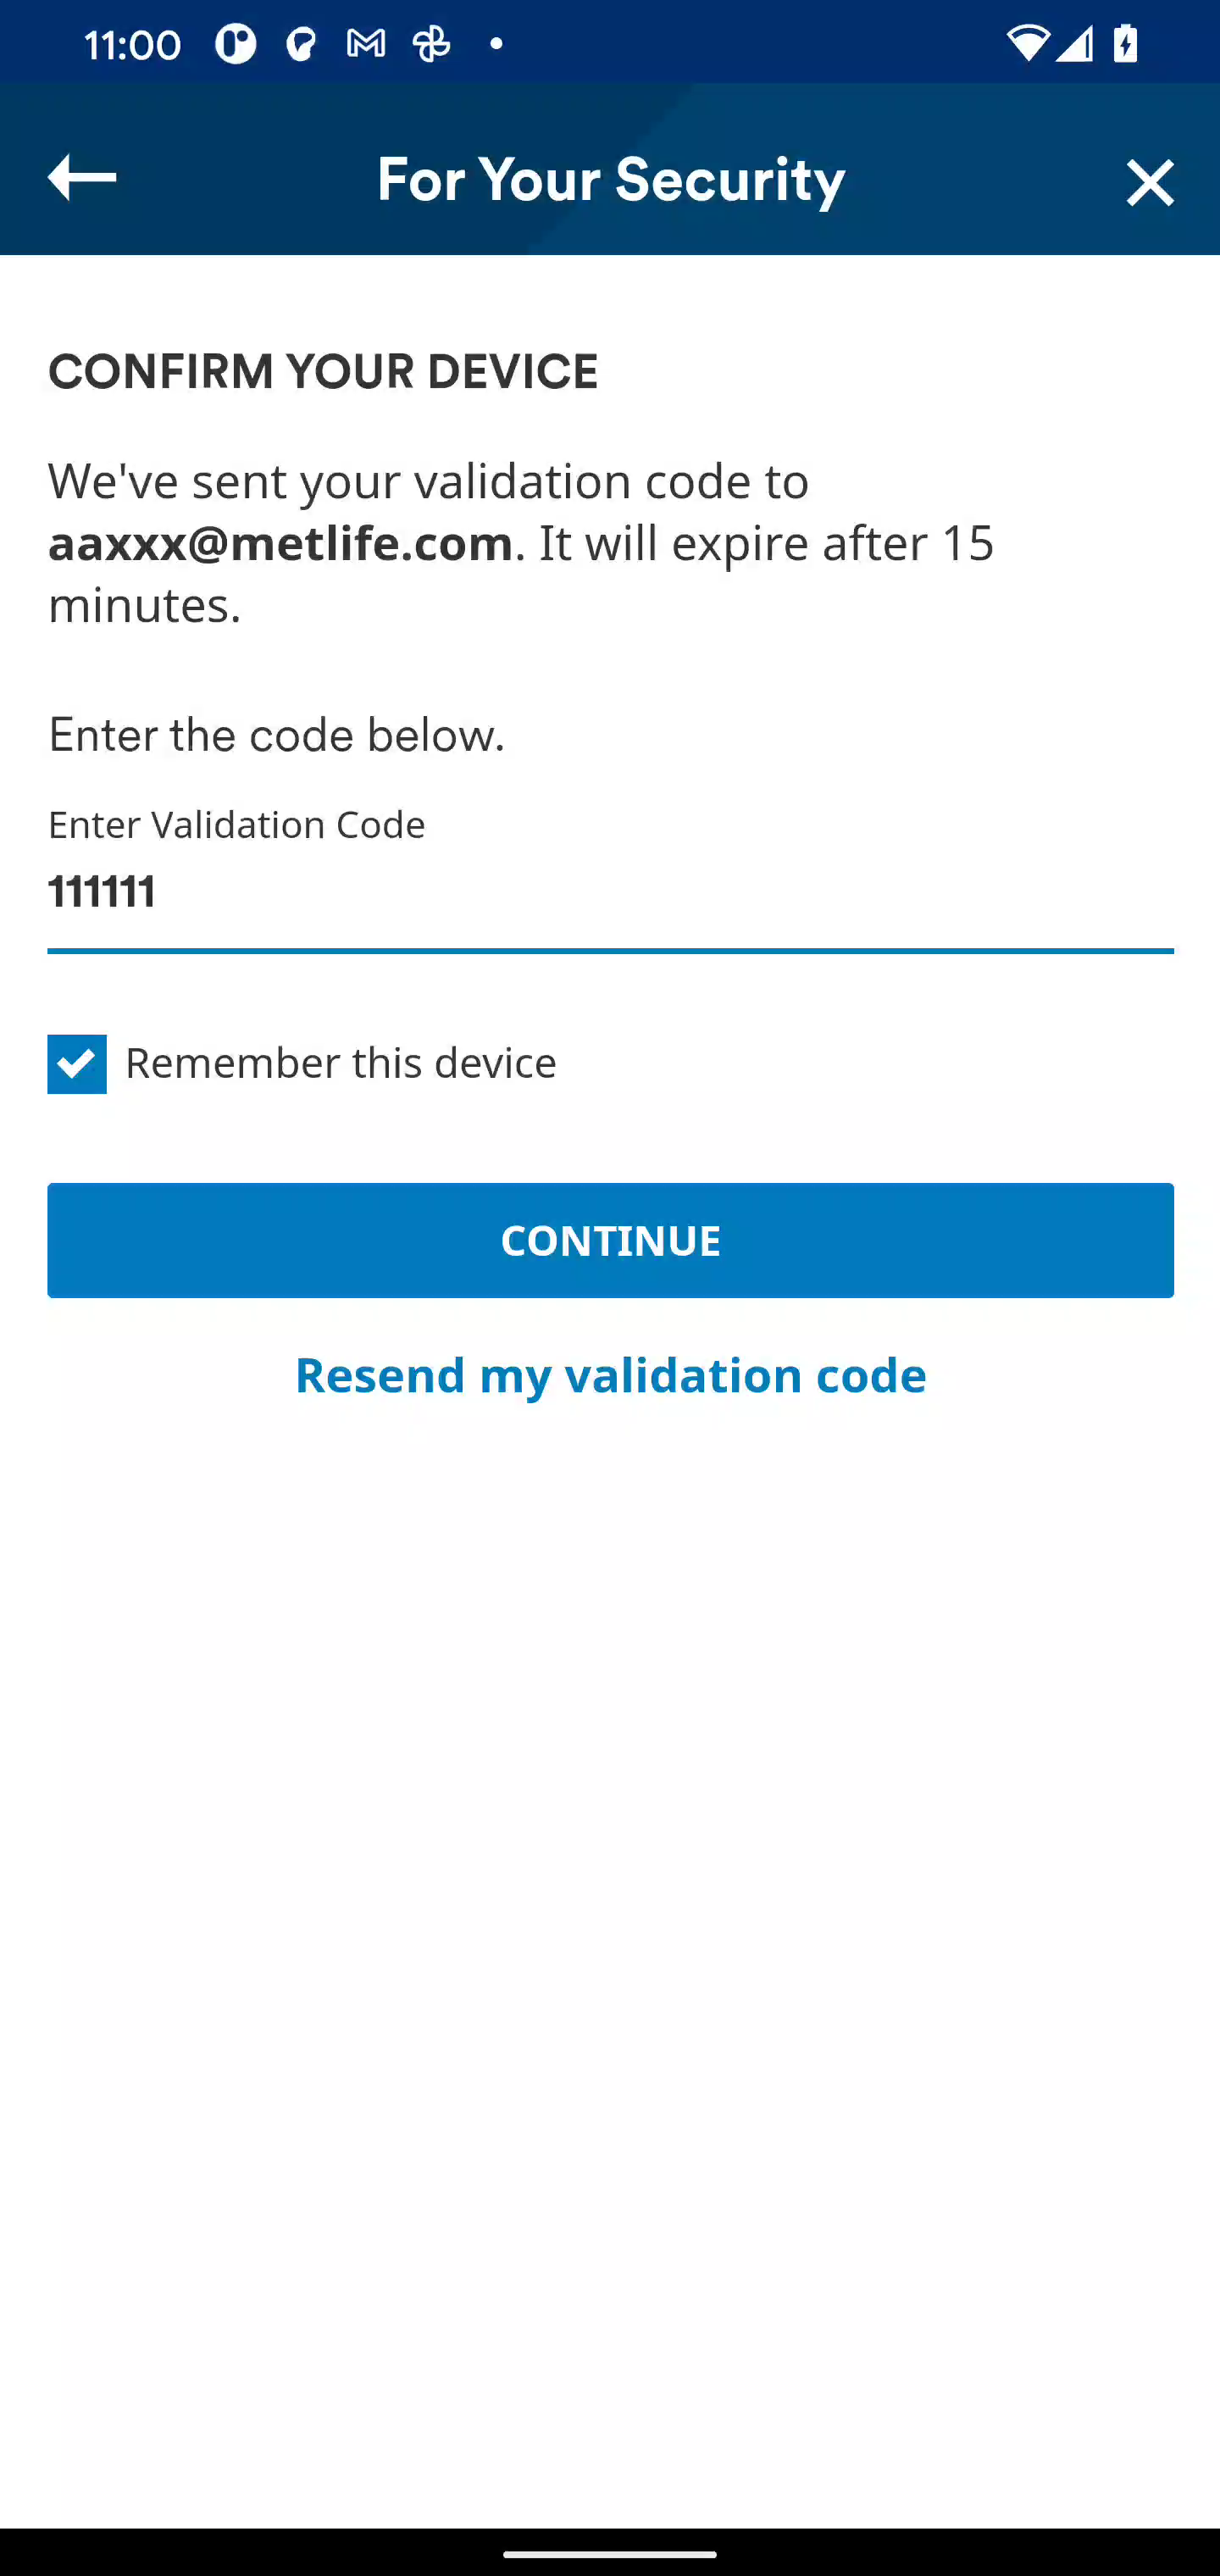 11:00
For Your Security
CONFIRM YOUR DEVICE
We've sent your validation code to
aaxxx@metlife.com. It will expire after 15
minutes.
Enter the code below.
Enter Validation Code
111111
Remember this device
CONTINUE
Resend my validation code